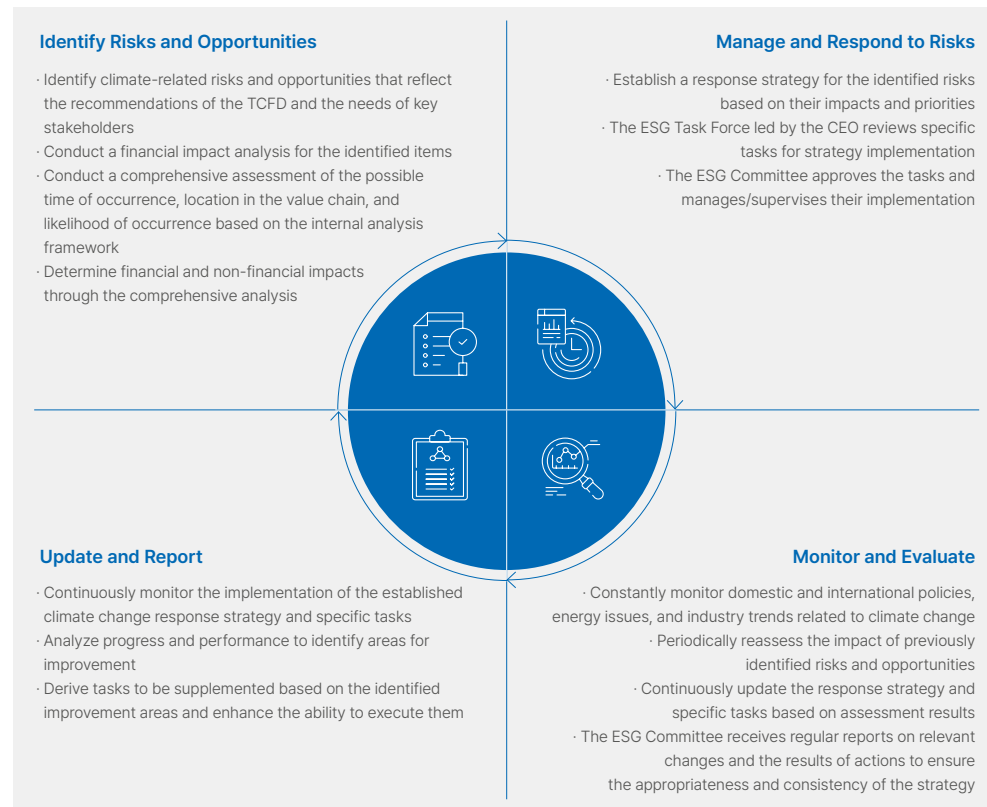 Identify Risks and Opportunities
· Identify climate-related risks and opportunities that reflect
the recommendations of the TCFD and the needs of key
stakeholders
· Conduct a financial impact analysis for the identified items
· Conduct a comprehensive assessment of the possible
time of occurrence, location in the value chain, and
likelihood of occurrence based on the internal analysis
framework
· Determine financial and non-financial impacts
through the comprehensive analysis
Manage and Respond to Risks
· Establish a response strategy for the identified risks
based on their impacts and priorities
· The ESG Task Force led by the CEO reviews specific
tasks for strategy implementation
· The ESG Committee approves the tasks and
manages/supervises their implementation
Update and Report
· Continuously monitor the implementation of the established
climate change response strategy and specific tasks
· Analyze progress and performance to identify areas for
improvement
· Derive tasks to be supplemented based on the identified
improvement areas and enhance the ability to execute them
Monitor and Evaluate
· Constantly monitor domestic and international policies,
energy issues, and industry trends related to climate change
· Periodically reassess the impact of previously
identified risks and opportunities
· Continuously update the response strategy and
specific tasks based on assessment results
· The ESG Committee receives regular reports on relevant
changes and the results of actions to ensure
the appropriateness and consistency of the strategy